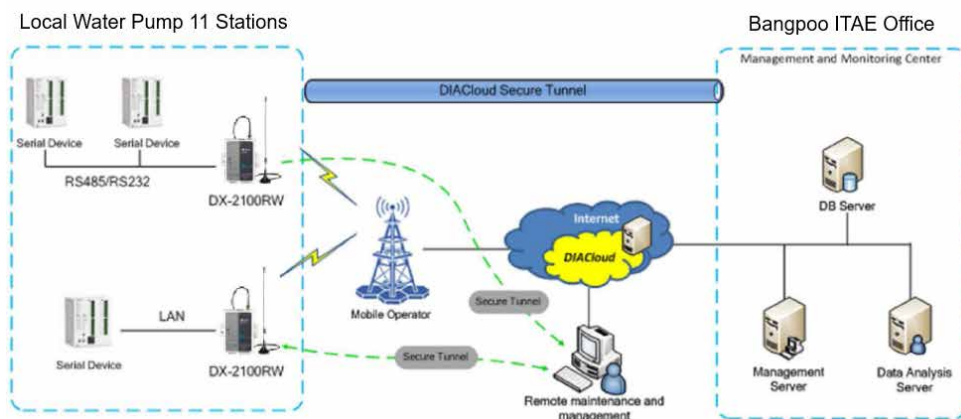 Local Water Pump 11 Stations
Bangpoo ITAE Office
Management and Monitoring Center
DIACloud Secure Tunnel
Serial Device
Serial Device
RS485/RS232
DX-2100RW
DB Server
Internet
DIACloud
Mobile Operator
Secure Tunnel
LAN
Serial Device
DX-2100RW
Secure Tunnel
Remote maintenance and
management
Management
Server
Data Analysis
Server